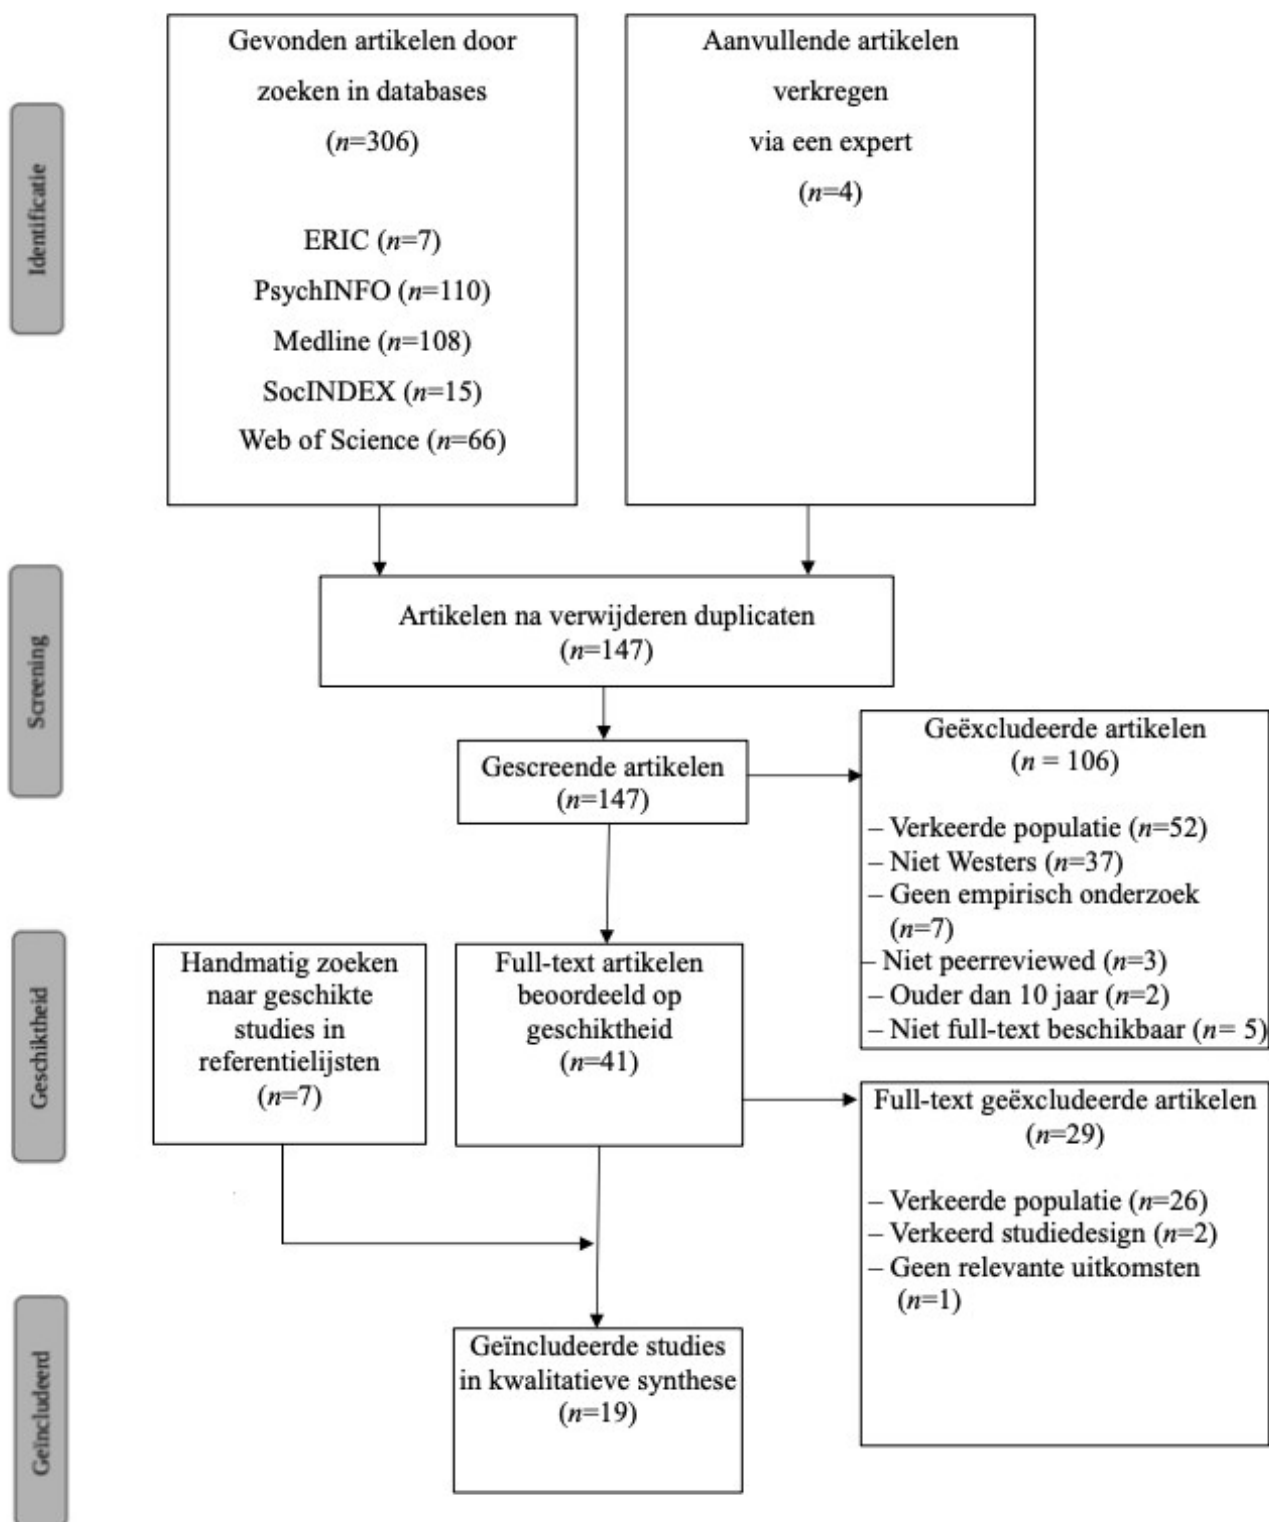 Identificatie
Gevonden artikelen door
zoeken in databases
(n=306)
ERIC (n=7)
PsychINFO (n=110)
Medline (n=108)
SocINDEX (n=15)
Web of Science (n=66)
Aanvullende artikelen
verkregen
via een expert
(n=4)
Screening
Artikelen na verwijderen duplicaten
(n=147)
Gescreende artikelen
(n=147)
Geëxcludeerde artikelen
(n = 106)
– Verkeerde populatie (n=52)
– Niet Westers (n=37)
– Geen empirisch onderzoek
(n=7)
– Niet peerreviewed (n=3)
– Ouder dan 10 jaar (n=2)
– Niet full-text beschikbaar (n= 5)
Geschiktheid
Handmatig zoeken
naar geschikte
studies in
referentielijsten
(n=7)
Full-text artikelen
beoordeeld op
geschiktheid
(n=41)
Full-text geëxcludeerde artikelen
(n=29)
– Verkeerde populatie (n=26)
– Verkeerd studiedesign (n=2)
– Geen relevante uitkomsten
(n=1)
Geïncludeerd
Geïncludeerde studies
in kwalitatieve synthese
(n=19)